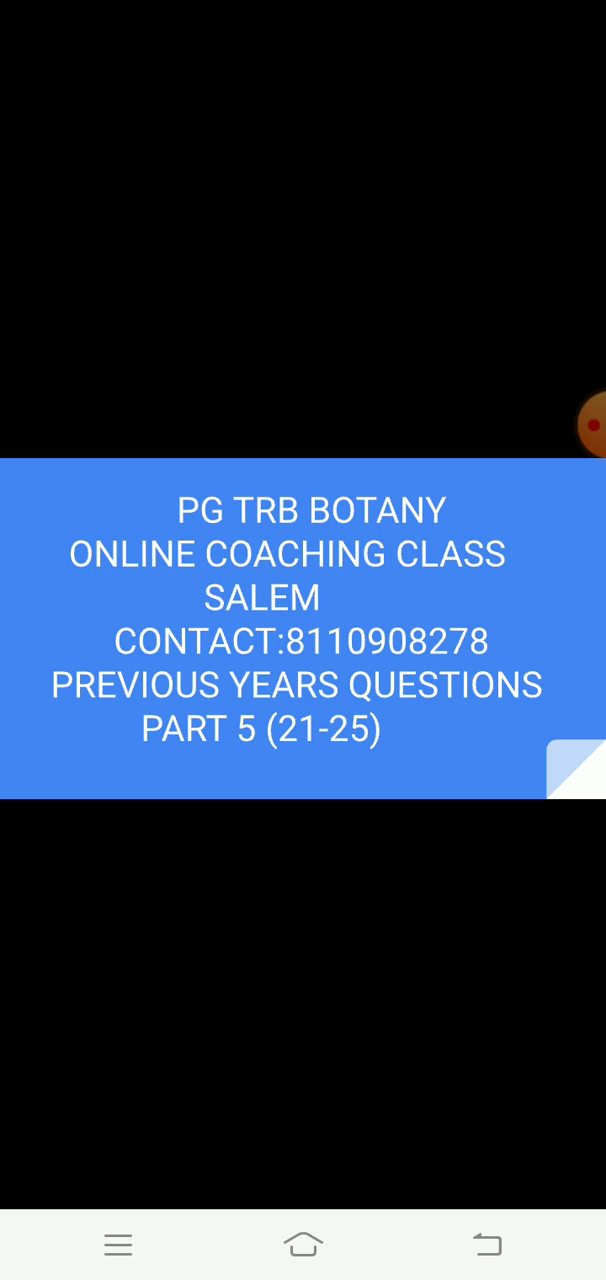 PG TRB BOTANY
ONLINE COACHING CLASS
SALEM
CONTACT:8110908278
PREVIOUS YEARS QUESTIONS
PART 5 (21-25)